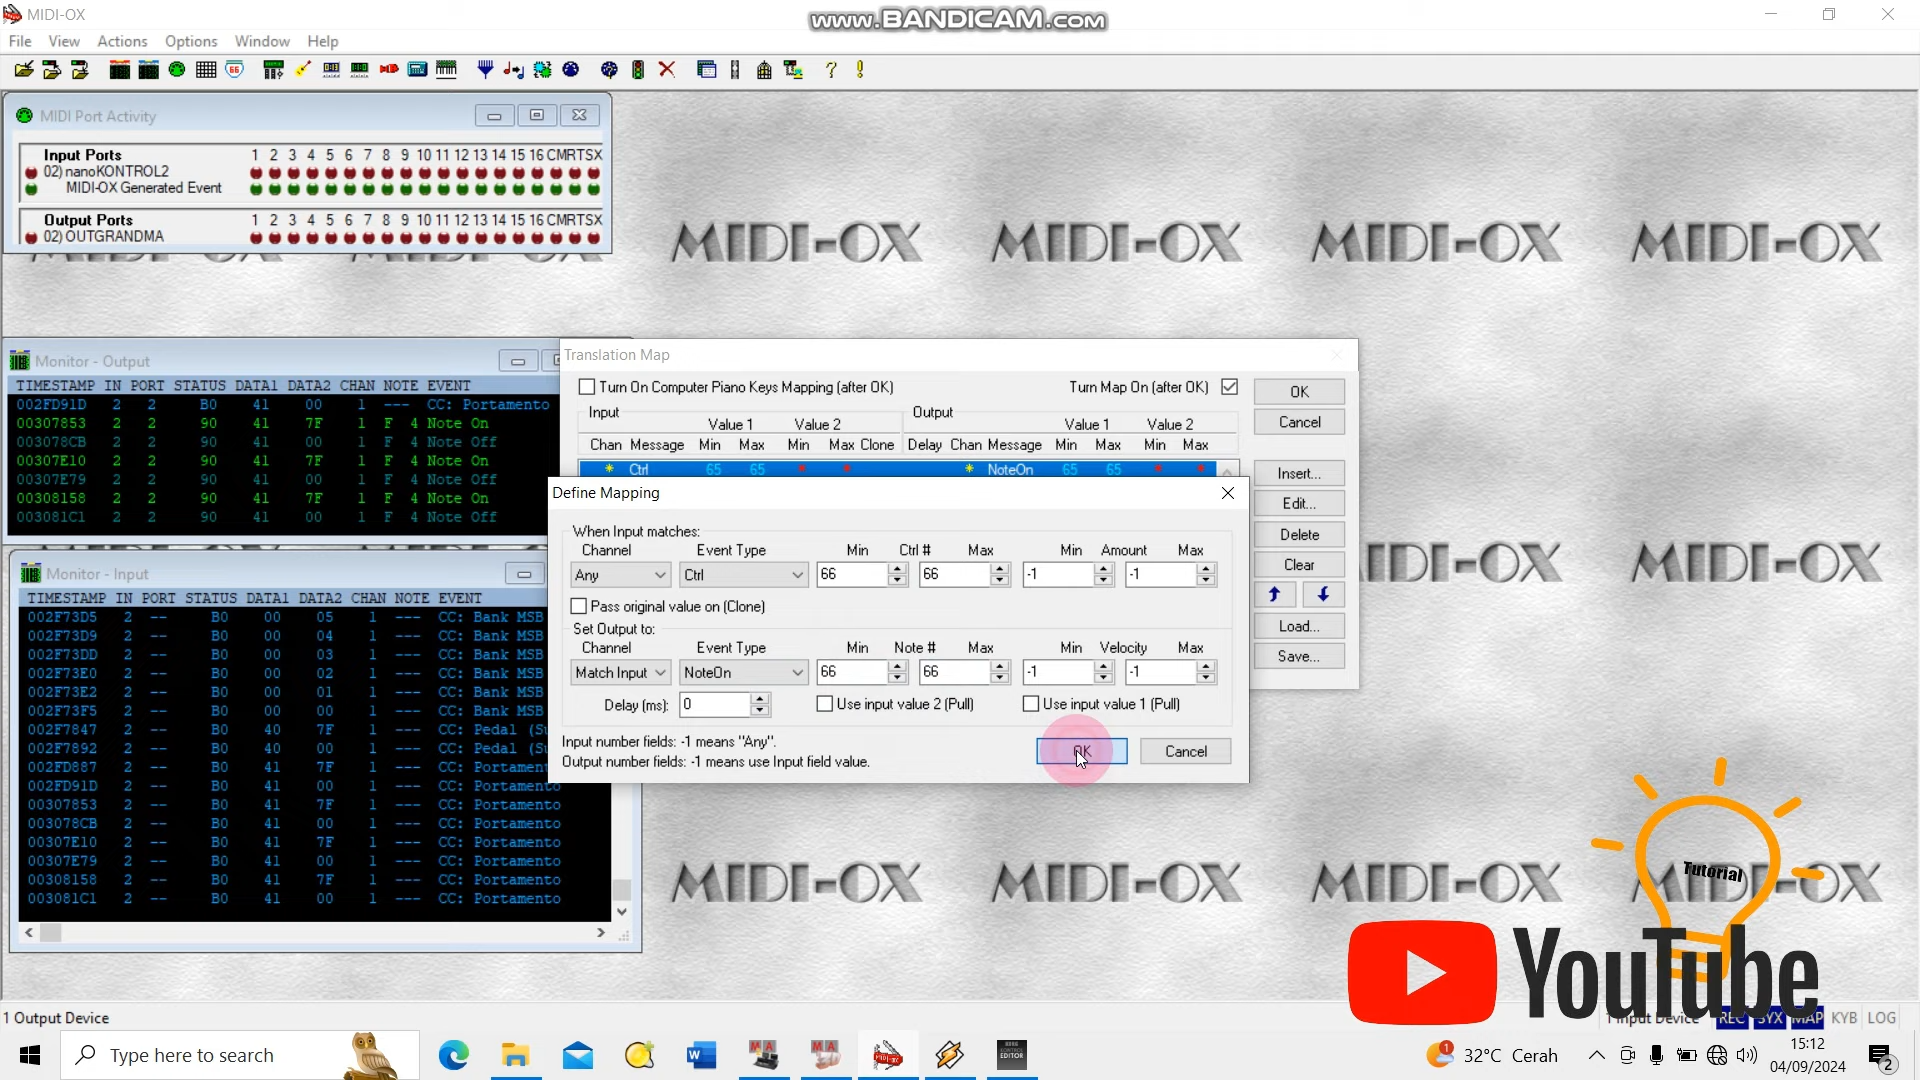 MIDI-OX
www.BANDICAM.com
File View Actions Options Window Help
MIDI Port Activity
Input Ports 1 2 3 4 5 6 7 8 9 10 11 12 13 14 15 16 CMRTSX
02) nanoKONTROL2
MIDI-OX Generated Event
Output Ports 1 2 3 4 5 6 7 8 9 10 11 12 13 14 15 16 CMRTSX
02) OUTGRANDMA
MIDI-OX MIDI-OX MIDI-OX MIDI-OX
Monitor - Output
TIMESTAMP IN PORT STATUS DATA1 DATA2 CHAN NOTE EVENT
002FD91D 2 2 B0 41 00 1 --- CC: Portamento
00307853 2 2 90 41 7F 1 F 4 Note On
003078CB 2 2 90 41 00 1 F 4 Note Off
00307E10 2 2 90 41 7F 1 F 4 Note On
00307E79 2 2 90 41 00 1 F 4 Note Off
00308158 2 2 90 41 7F 1 F 4 Note On
003081C1 2 2 90 41 00 1 F 4 Note Off
Translation Map
Turn On Computer Piano Keys Mapping (after OK) Turn Map On (after OK) OK
Input Output Cancel
Value 1 Value 2 Value 1 Value 2
Chan Message Min Max Min Max Clone Delay Chan Message Min Max Min Max
* Ctrl 65 65 * * * NoteOn 65 65 * * Insert...
Edit...
Delete
Clear
Load...
Save...
Define Mapping
When Input matches:
Channel Event Type Min Ctrl # Max Min Amount Max
Any Ctrl 66 66 -1 -1
Pass original value on (Clone)
Set Output to:
Channel Event Type Min Note # Max Min Velocity Max
Match Input NoteOn 66 66 -1 -1
Delay (ms): 0 Use input value 2 (Pull) Use input value 1 (Pull)
Input number fields: -1 means "Any".
Output number fields: -1 means use Input field value.
OK Cancel
IDI-OX MIDI-OX
Monitor - Input
TIMESTAMP IN PORT STATUS DATA1 DATA2 CHAN NOTE EVENT
002F73D5 2 -- B0 00 05 1 --- CC: Bank MSB
002F73D9 2 -- B0 00 04 1 --- CC: Bank MSB
002F73DD 2 -- B0 00 03 1 --- CC: Bank MSB
002F73E0 2 -- B0 00 02 1 --- CC: Bank MSB
002F73E2 2 -- B0 00 01 1 --- CC: Bank MSB
002F73F5 2 -- B0 00 00 1 --- CC: Bank MSB
002F7847 2 -- B0 40 7F 1 --- CC: Pedal (Su
002F7892 2 -- B0 40 00 1 --- CC: Pedal (Su
002FD887 2 -- B0 41 7F 1 --- CC: Portamen
002FD91D 2 -- B0 41 00 1 --- CC: Portamento
00307853 2 -- B0 41 7F 1 --- CC: Portamento
003078CB 2 -- B0 41 00 1 --- CC: Portamento
00307E10 2 -- B0 41 7F 1 --- CC: Portamento
00307E79 2 -- B0 41 00 1 --- CC: Portamento
00308158 2 -- B0 41 7F 1 --- CC: Portamento
003081C1 2 -- B0 41 00 1 --- CC: Portamento
MIDI-OX MIDI-OX MIDI-OX MIDI-OX
Tutorial
YouTube
1 Output Device 1 Input Device REC SYX MAP KYB LOG
Type here to search 32°C Cerah 15:12
04/09/2024